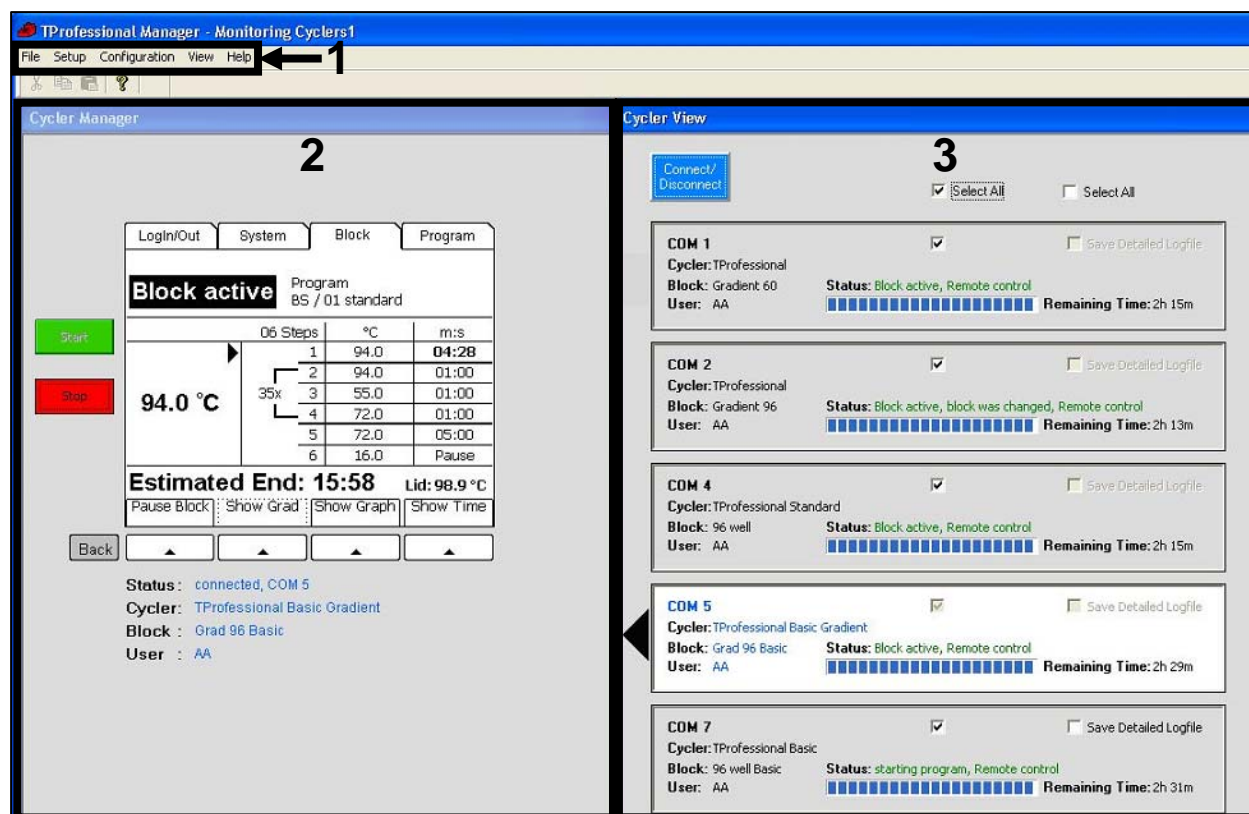 TProfessional Manager - Monitoring Cyclers1
File Setup Configuration View Help
1
Cycler Manager
2
LogIn/Out System Block Program
Block active
Program
BS / 01 standard
Start
Stop
94.0 °C
06 Steps °C m:s
1 94.0 04:28
2 94.0 01:00
35x 3 55.0 01:00
4 72.0 01:00
5 72.0 05:00
6 16.0 Pause
Estimated End: 15:58 Lid: 98.9 °C
Pause Block Show Grad Show Graph Show Time
Back
Status : connected, COM 5
Cycler: TProfessional Basic Gradient
Block : Grad 96 Basic
User : AA
Cycler View
3
Connect/
Disconnect
Select All Select All
COM 1 Save Detailed Logfile
Cycler: TProfessional
Block: Gradient 60 Status: Block active, Remote control
User: AA Remaining Time: 2h 15m
COM 2 Save Detailed Logfile
Cycler: TProfessional
Block: Gradient 96 Status: Block active, block was changed, Remote control
User: AA Remaining Time: 2h 13m
COM 4 Save Detailed Logfile
Cycler: TProfessional Standard
Block: 96 well Status: Block active, Remote control
User: AA Remaining Time: 2h 15m
COM 5 Save Detailed Logfile
Cycler: TProfessional Basic Gradient
Block: Grad 96 Basic Status: Block active, Remote control
User: AA Remaining Time: 2h 29m
COM 7 Save Detailed Logfile
Cycler: TProfessional Basic
Block: 96 well Basic Status: starting program, Remote control
User: AA Remaining Time: 2h 31m